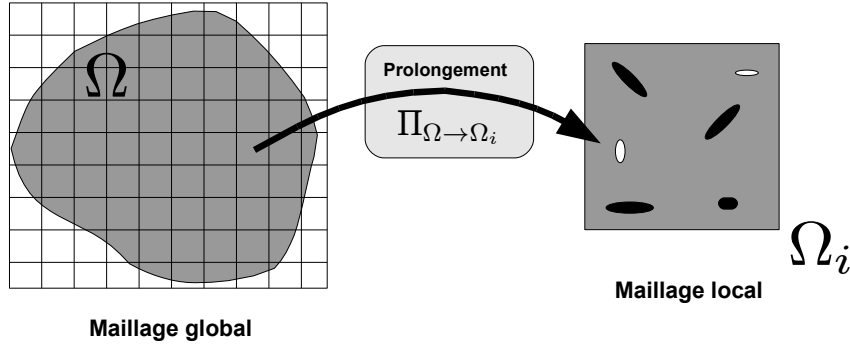 Ω
Prolongement
Π_{Ω→Ω_i}
Ω_i
Maillage local
Maillage global